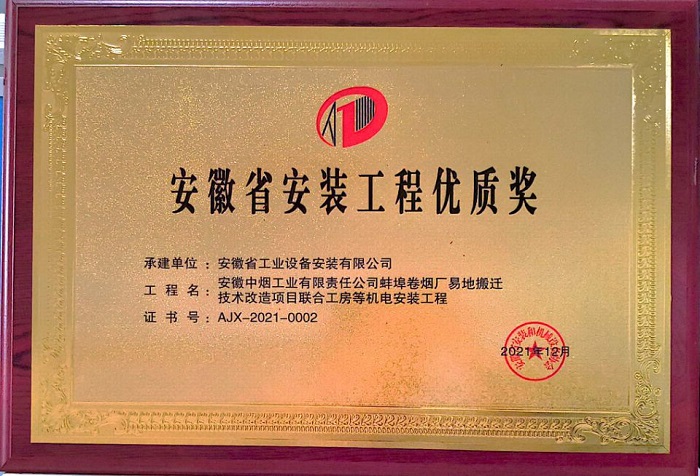 安徽省安装工程优质奖
承建单位：安徽省工业设备安装有限公司
工程名：安徽中烟工业有限责任公司蚌埠卷烟厂易地搬迁
技术改造项目联合工房等机电安装工程
证书号：AJX-2021-0002
2021年12月